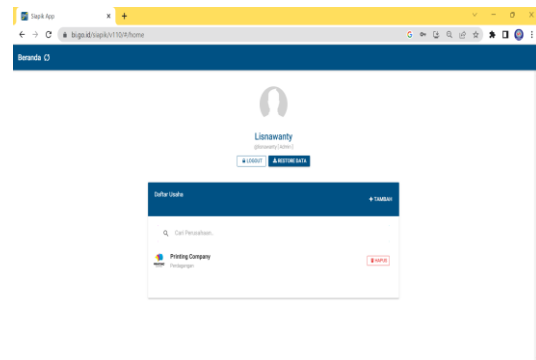 Siapik App
bi.go.id/siapik/v110/#/home
Beranda
Lisnawanty
LOGOUT
RESTORE DATA
Daftar Usaha
+ TAMBAH
Cari Perusahaan..
Printing Company
Perdagangan
HAPUS